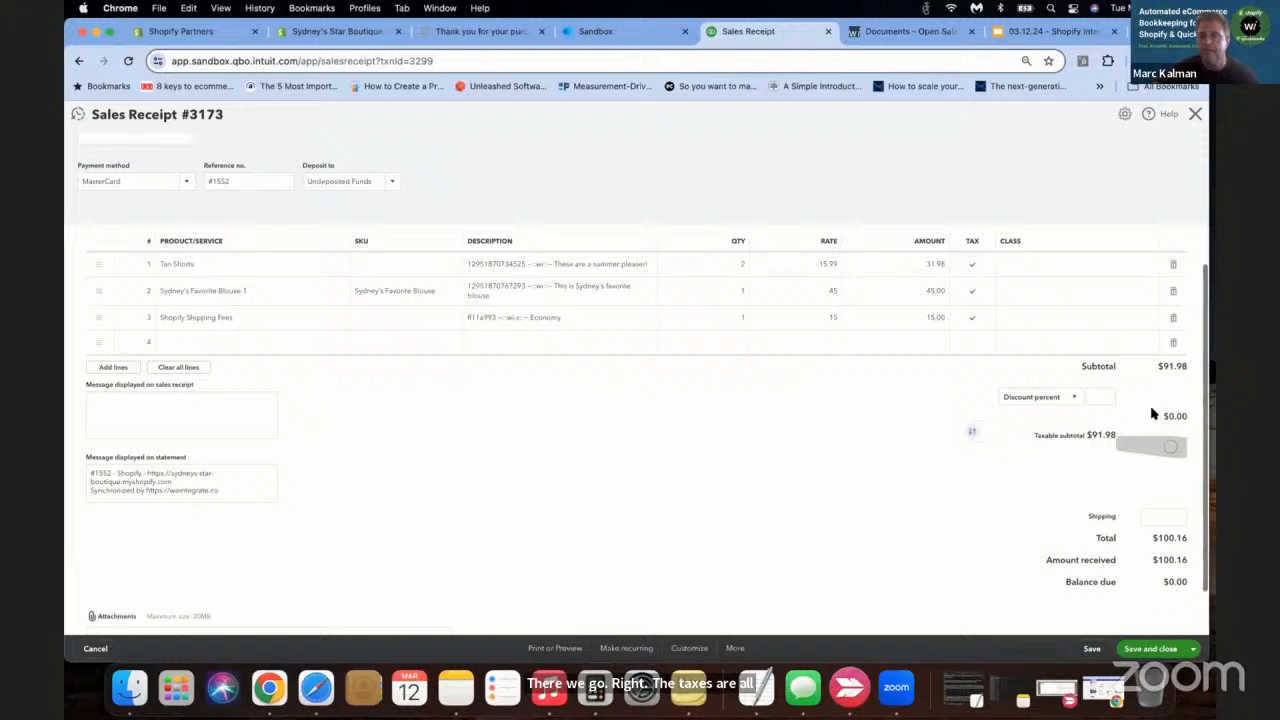 Chrome File Edit View History Bookmarks Profiles Tab Window Help
Automated eCommerce
Bookkeeping fo
Shopify & Quick
Marc Kalman
Shopify Partners
Sydney's Star Boutique
Thank you for your purc
Sandbox
Sales Receipt
Documents - Open Sal
03.12.24 - Shopify Inte
app.sandbox.qbo.intuit.com/app/salesreceipt?txnId=3299
Bookmarks
8 keys to ecomme...
The 5 Most Import...
How to Create a Pr...
Unleashed Softwa...
Measurement-Driv...
So you want to ma...
A Simple Introduct...
How to scale your...
The next-generati...
All Bookmarks
Sales Receipt #3173
Help
Payment method
Reference no.
Deposit to
MasterCard
#1552
Undeposited Funds
# PRODUCT/SERVICE SKU DESCRIPTION QTY RATE AMOUNT TAX CLASS
1 Tan Shorts 12951870734525 --::wi::-- These are a summer pleaser! 2 15.99 31.98
2 Sydney's Favorite Blouse-1 Sydney's Favorite Blouse 12951870767293 --::wi::-- This is Sydney's favorite 1 45 45.00
blouse
3 Shopify Shipping Fees ff11a993 --::wi-s::-- Economy 1 15 15.00
4
Add lines
Clear all lines
Subtotal $91.98
Message displayed on sales receipt
Discount percent
$0.00
Taxable subtotal $91.98
Message displayed on statement
#1552 - Shopify - https://sydneys-star-
boutique.myshopify.com
Synchronized by https://weintegrate.co
Shipping
Total $100.16
Amount received $100.16
Balance due $0.00
Attachments Maximum size: 20MB
Cancel
Print or Preview
Make recurring
Customize
More
Save
Save and close
There we go. Right. The taxes are all
MAR
12
zoom
zoom